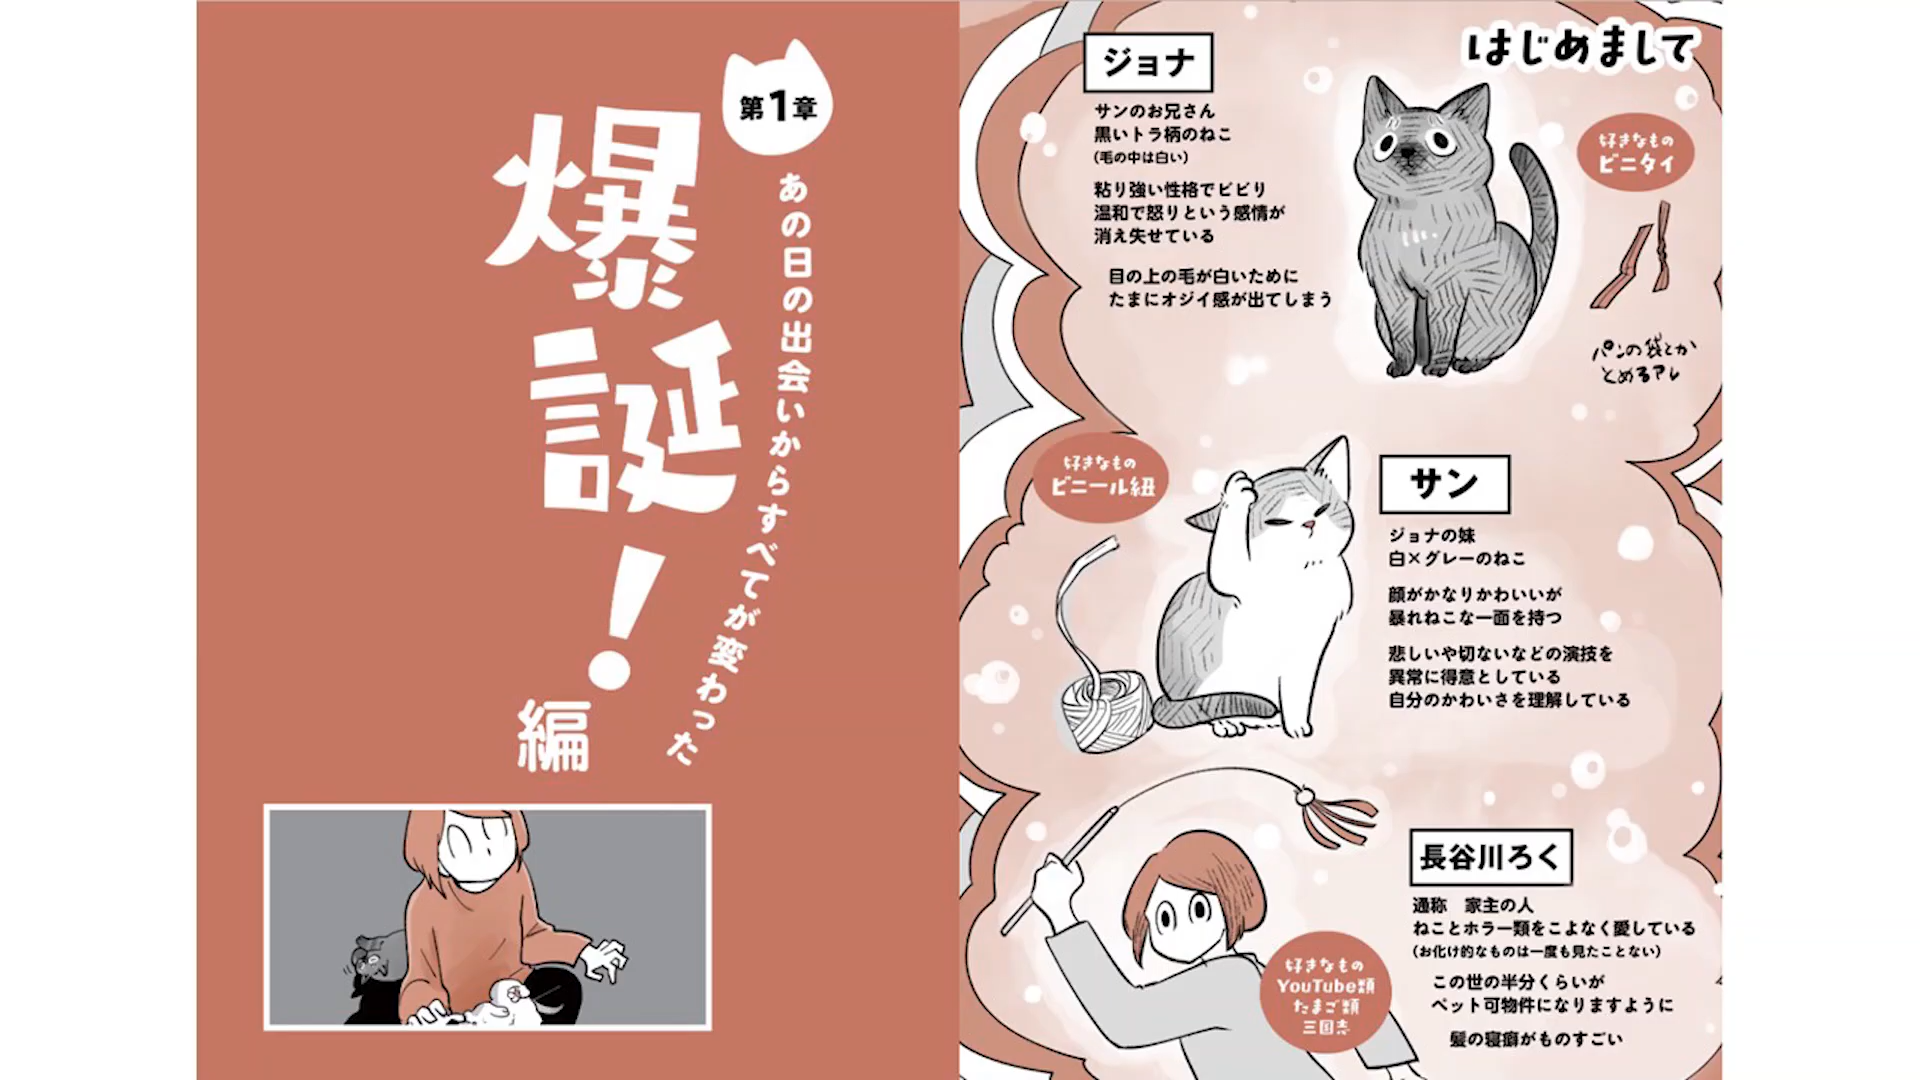 はじめまして
ジョナ
サンのお兄さん
黒いトラ柄のねこ
(毛の中は白い)
粘り強い性格でビビり
温和で怒りという感情が
消え失せている
目の上の毛が白いために
たまにオジイ感が出てしまう
好きなもの
ビニタイ
パンの袋とか
とめるアレ
サン
ジョナの妹
白×グレーのねこ
顔がかなりかわいいが
暴れねこな一面を持つ
悲しいや切ないなどの演技を
異常に得意としている
自分のかわいさを理解している
好きなもの
ビニール紐
長谷川ろく
通称 家主の人
ねことホラー類をこよなく愛している
(お化け的なものは一度も見たことない)
この世の半分くらいが
ペット可物件になりますように
髪の寝癖がものすごい
好きなもの
YouTube類
たまご類
三国志
第1章
あの日の出会いからすべてが変わった
爆誕!編